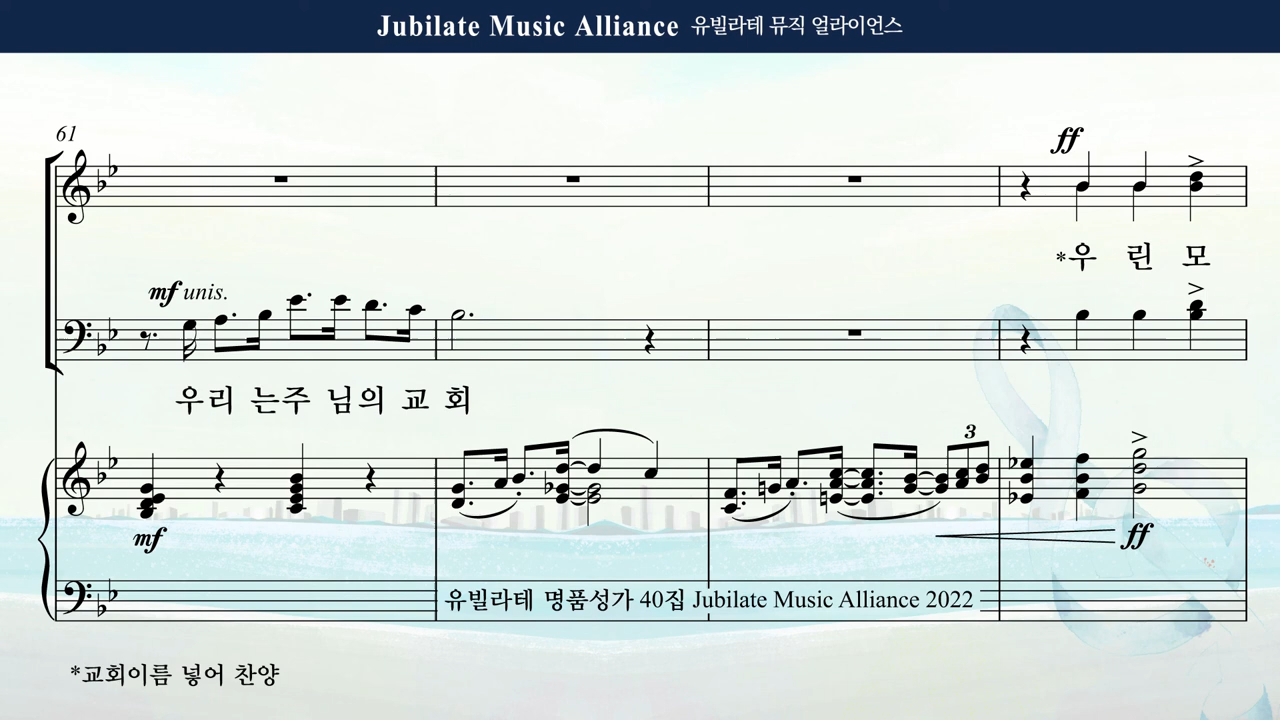 Jubilate Music Alliance 유빌라테 뮤직 얼라이언스
61
ff
*우 린 모
mf unis.
우리 는주 님의 교 회
3
mf
ff
유빌라테 명품성가 40집 Jubilate Music Alliance 2022
*교회이름 넣어 찬양